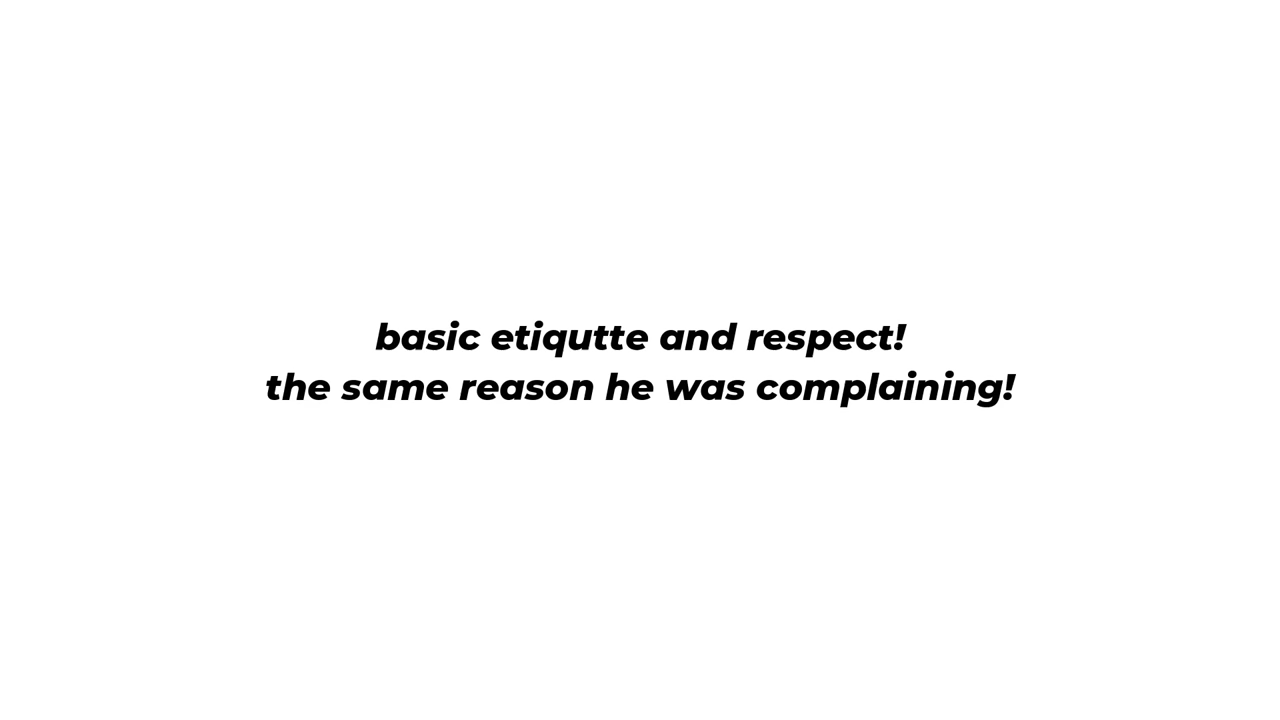 basic etiqutte and respect!
the same reason he was complaining!